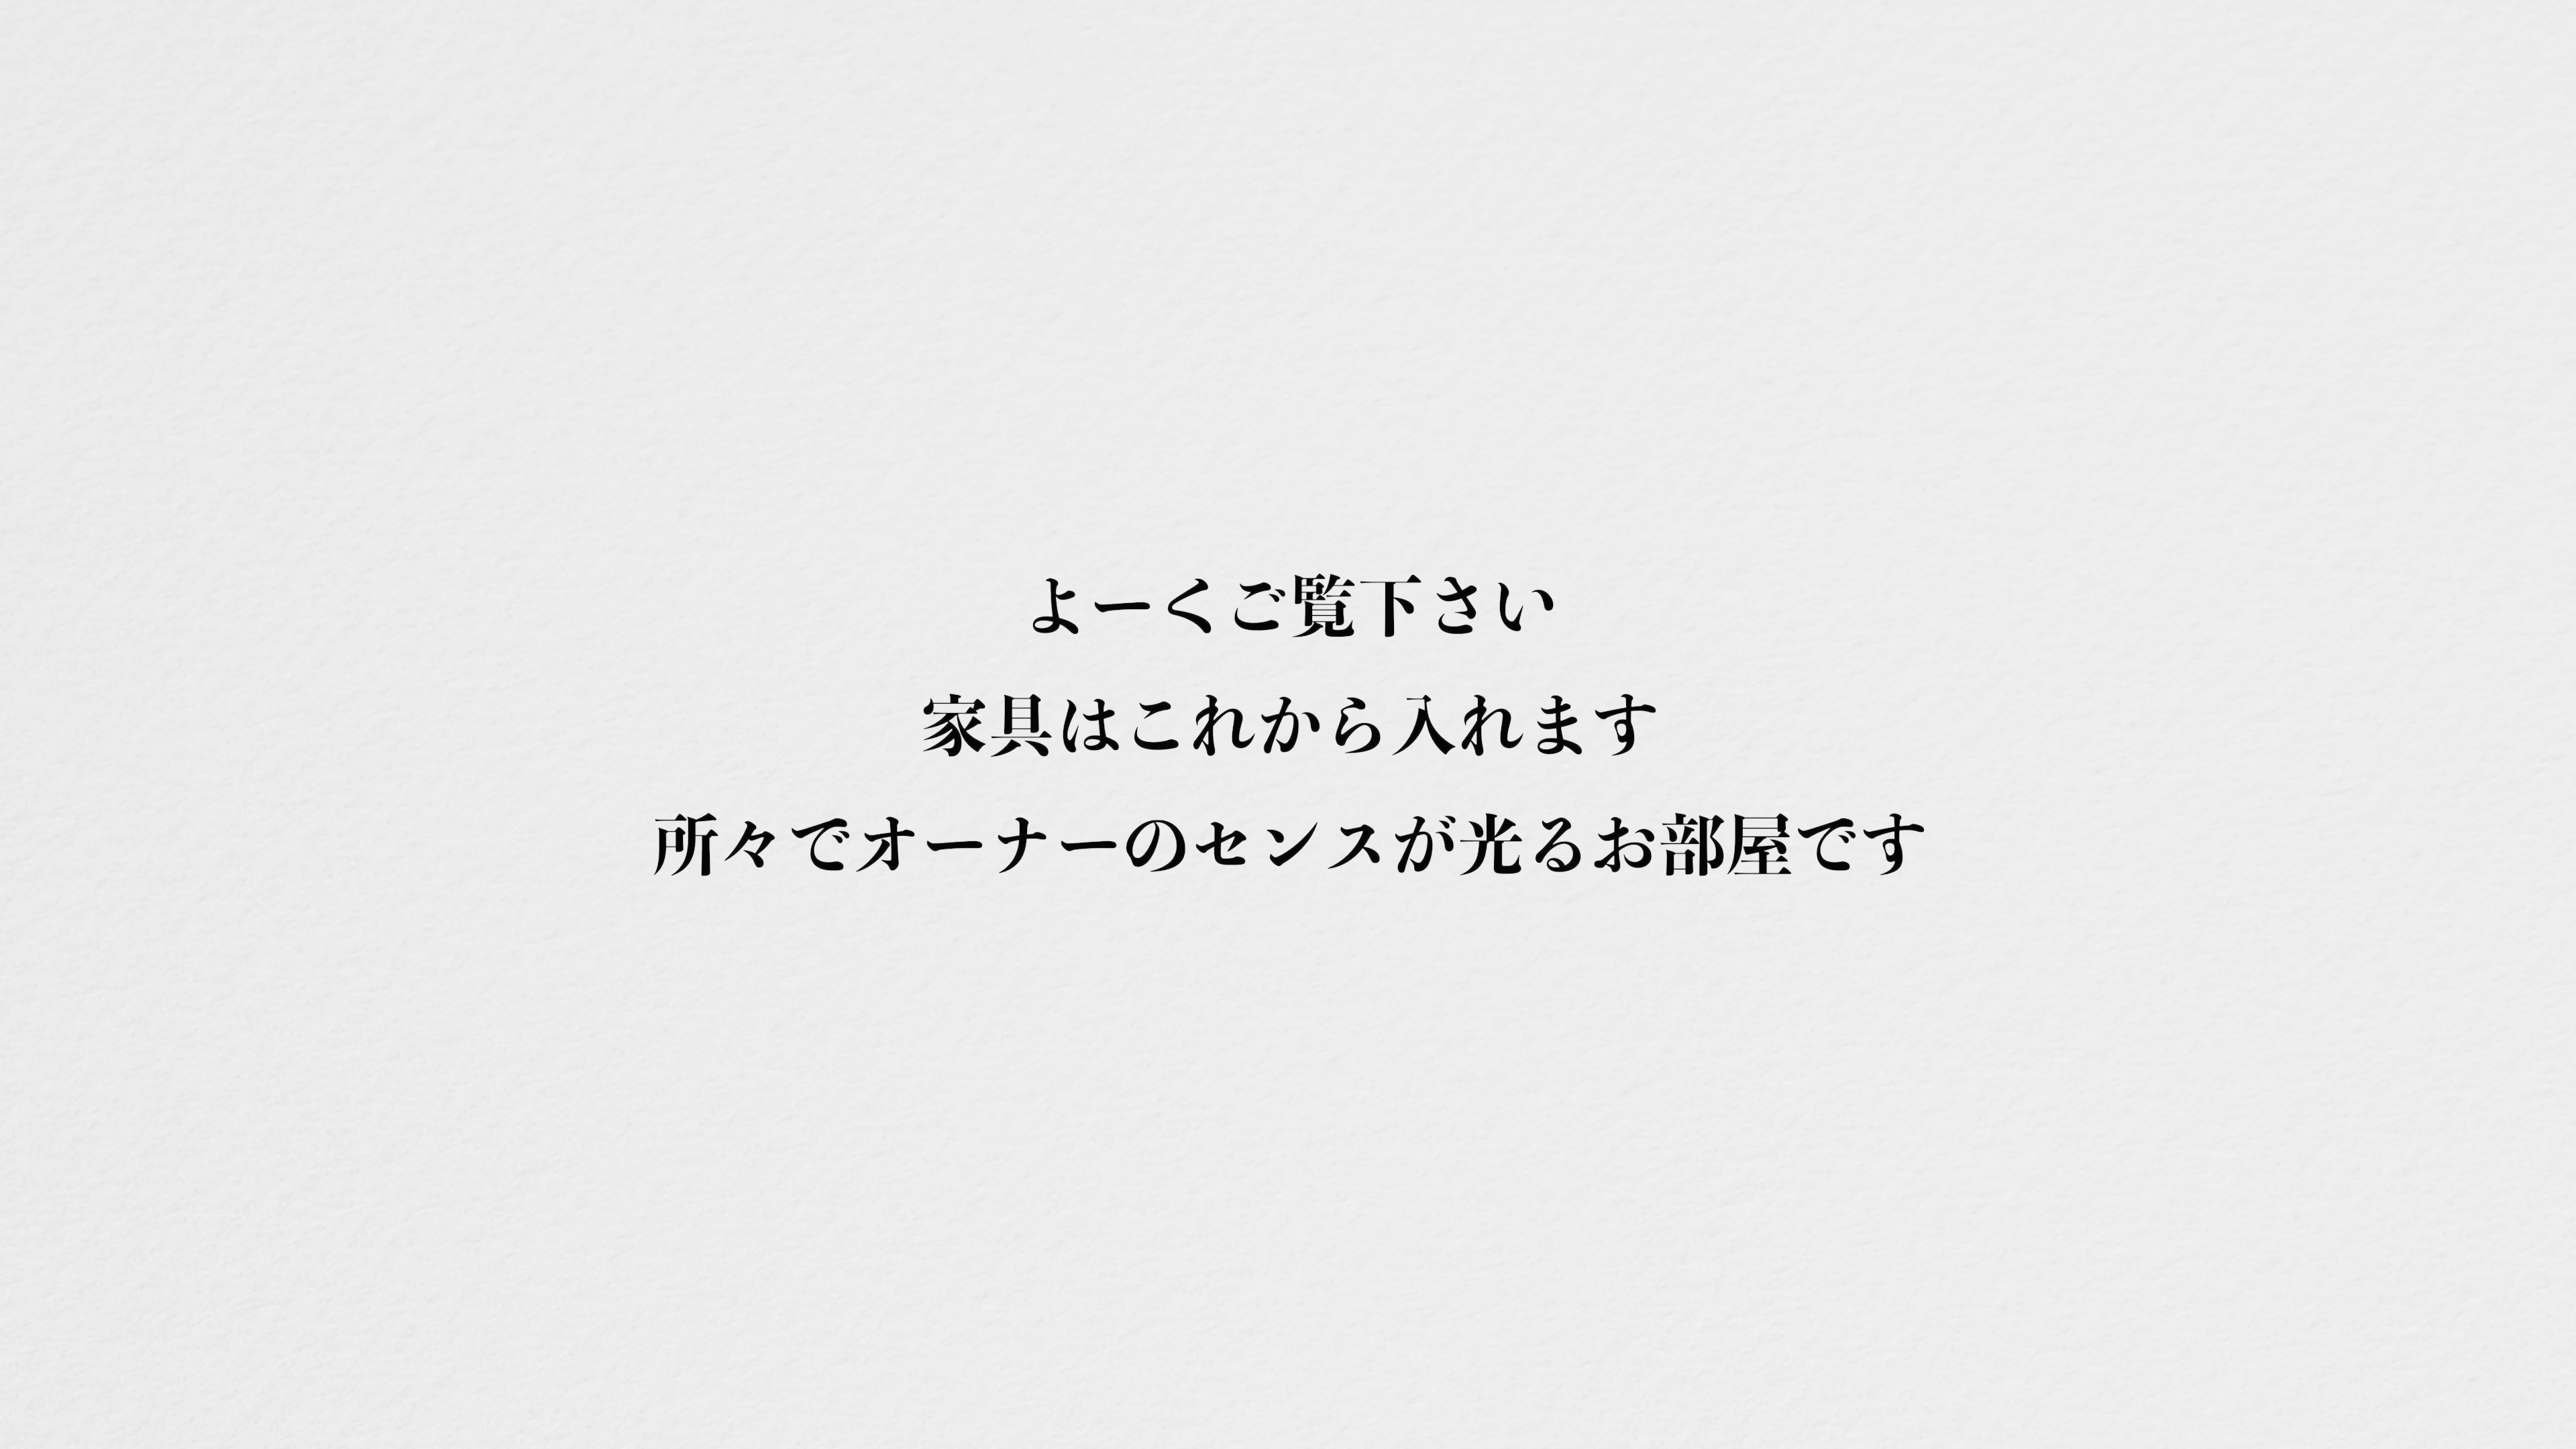 よーくご覧下さい
家具はこれから入れます
所々でオーナーのセンスが光るお部屋です